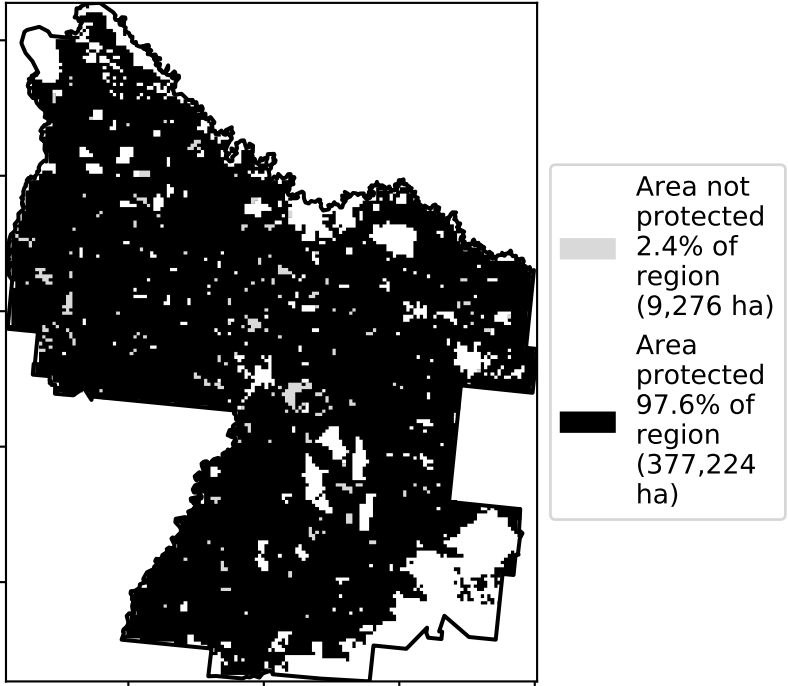 Area not
protected
2.4% of
region
(9,276 ha)
Area
protected
97.6% of
region
(377,224
ha)